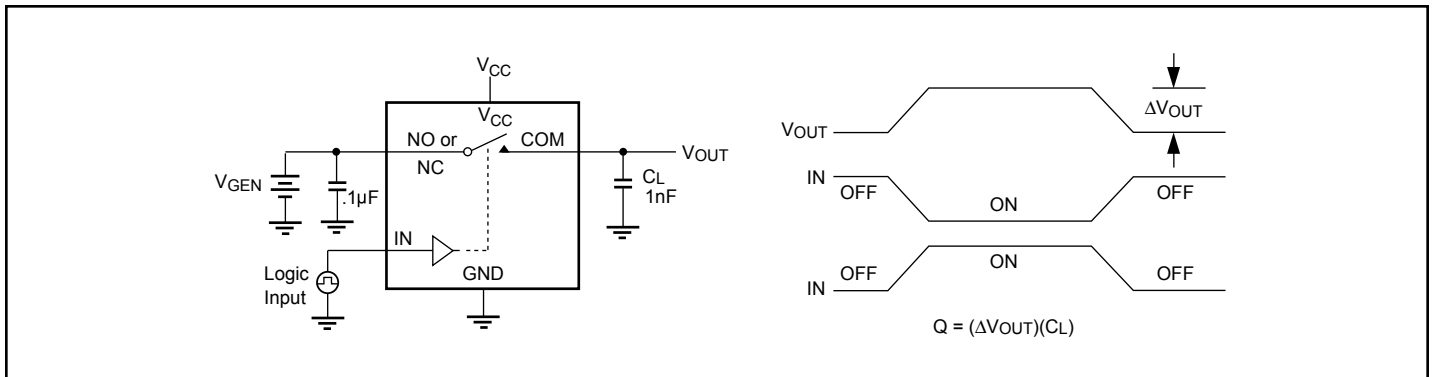 VCC
VCC
NO or
NC
COM
VOUT
VGEN
.1µF
CL
1nF
IN
Logic
Input
GND
VOUT
ΔVOUT
IN
OFF
ON
OFF
IN
OFF
ON
OFF
Q = (ΔVOUT)(CL)